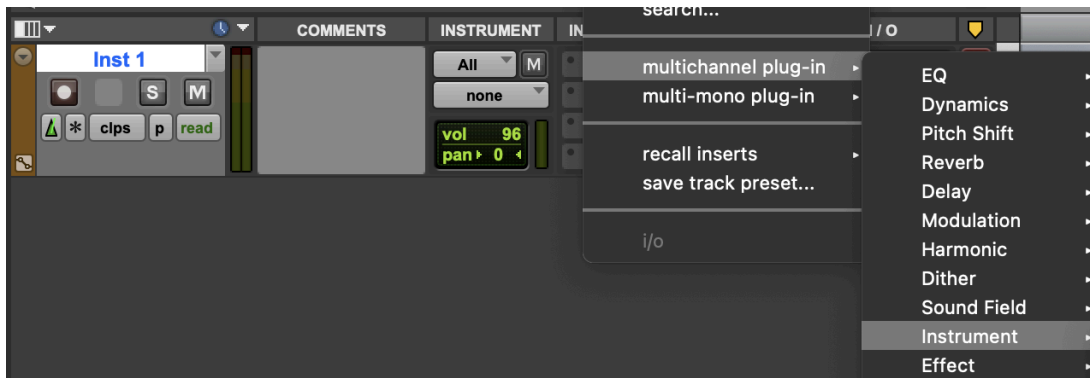 COMMENTS
INSTRUMENT
IN
I / O
Inst 1
S
M
clps
p
read
All
M
none
vol 96
pan 0
search...
multichannel plug-in
multi-mono plug-in
recall inserts
save track preset...
i/o
EQ
Dynamics
Pitch Shift
Reverb
Delay
Modulation
Harmonic
Dither
Sound Field
Instrument
Effect